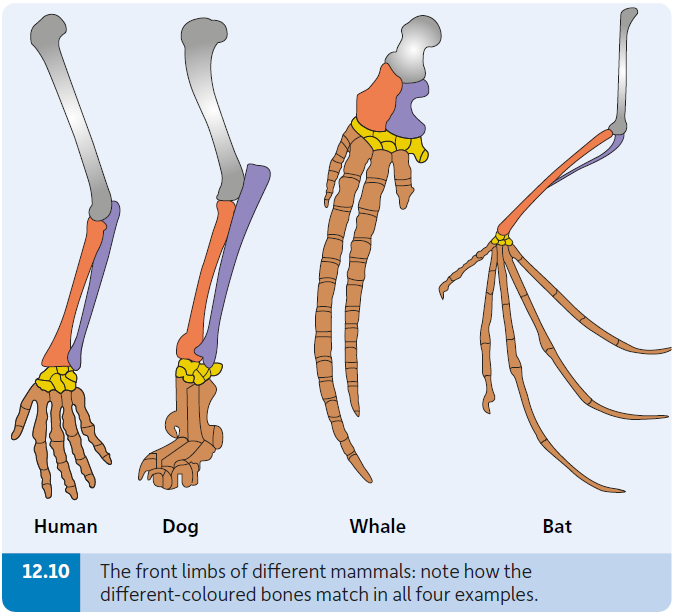 Human Dog Whale Bat
12.10 The front limbs of different mammals: note how the
different-coloured bones match in all four examples.